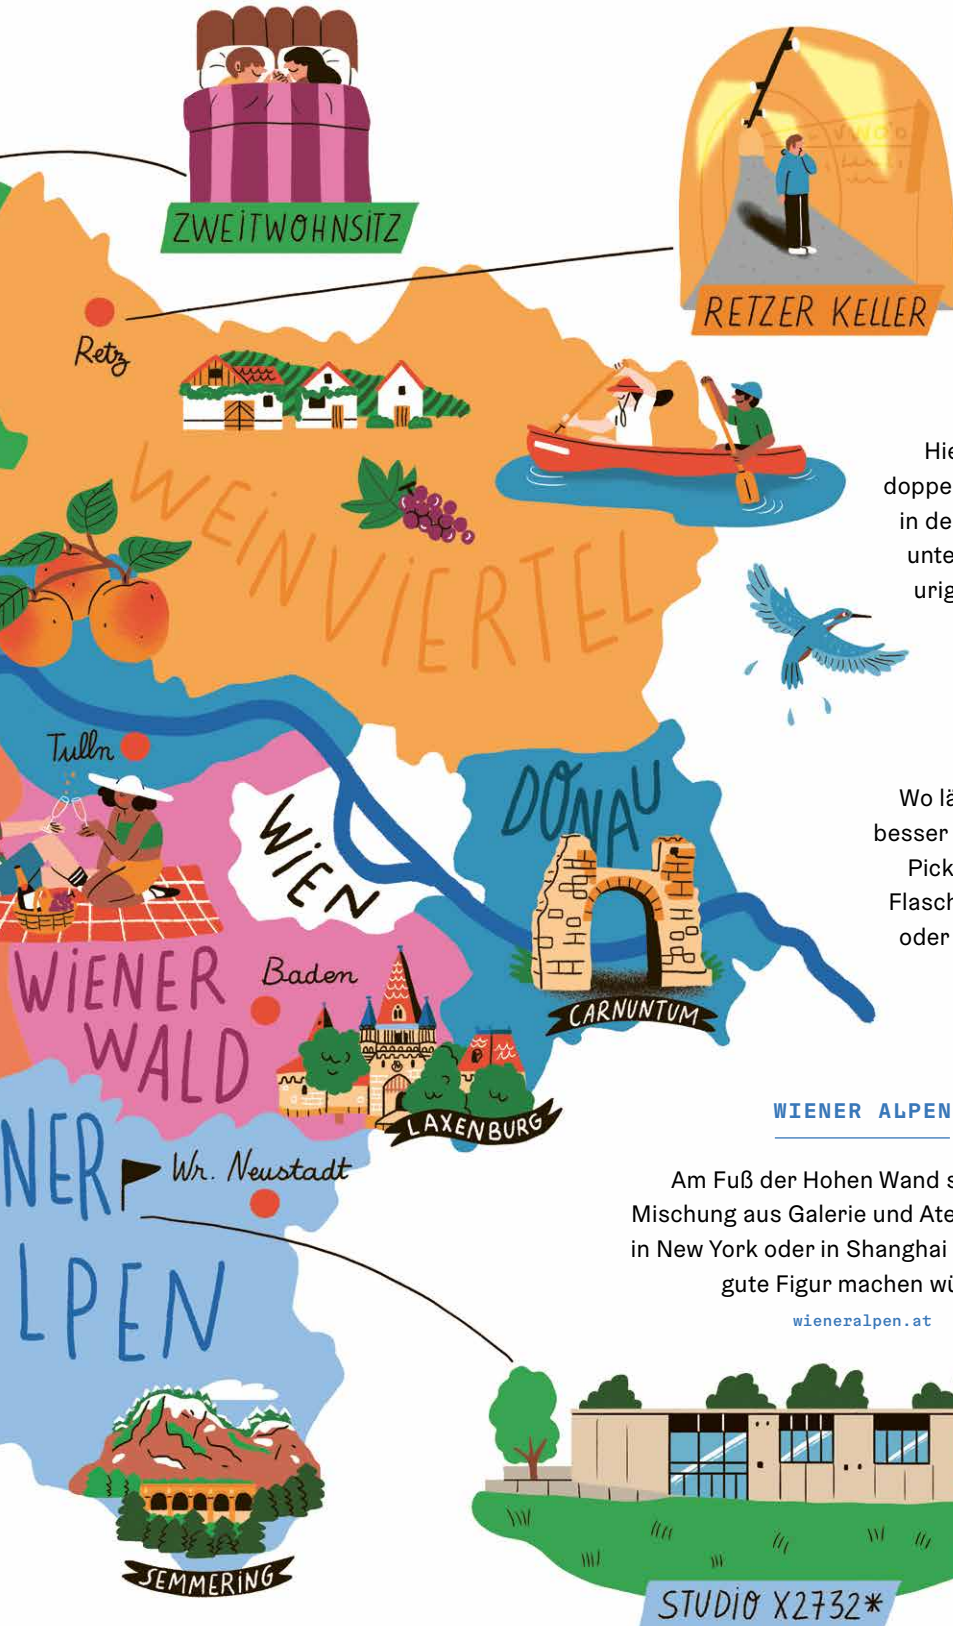 ZWEITWOHNSITZ
RETZER KELLER
Retz
WEINVIERTEL
Tulln
DONAU
WIEN
CARNUNTUM
WIENER
WALD
Baden
LAXENBURG
NER
LPEN
Wr. Neustadt
SEMMERING
Hie
doppe
in de
unte
urig
Wo lä
besser
Pick
Flasch
oder
WIENER ALPEN
Am Fuß der Hohen Wand s
Mischung aus Galerie und Ate
in New York oder in Shanghai
gute Figur machen wü
wieneralpen.at
STUDIO X2732*